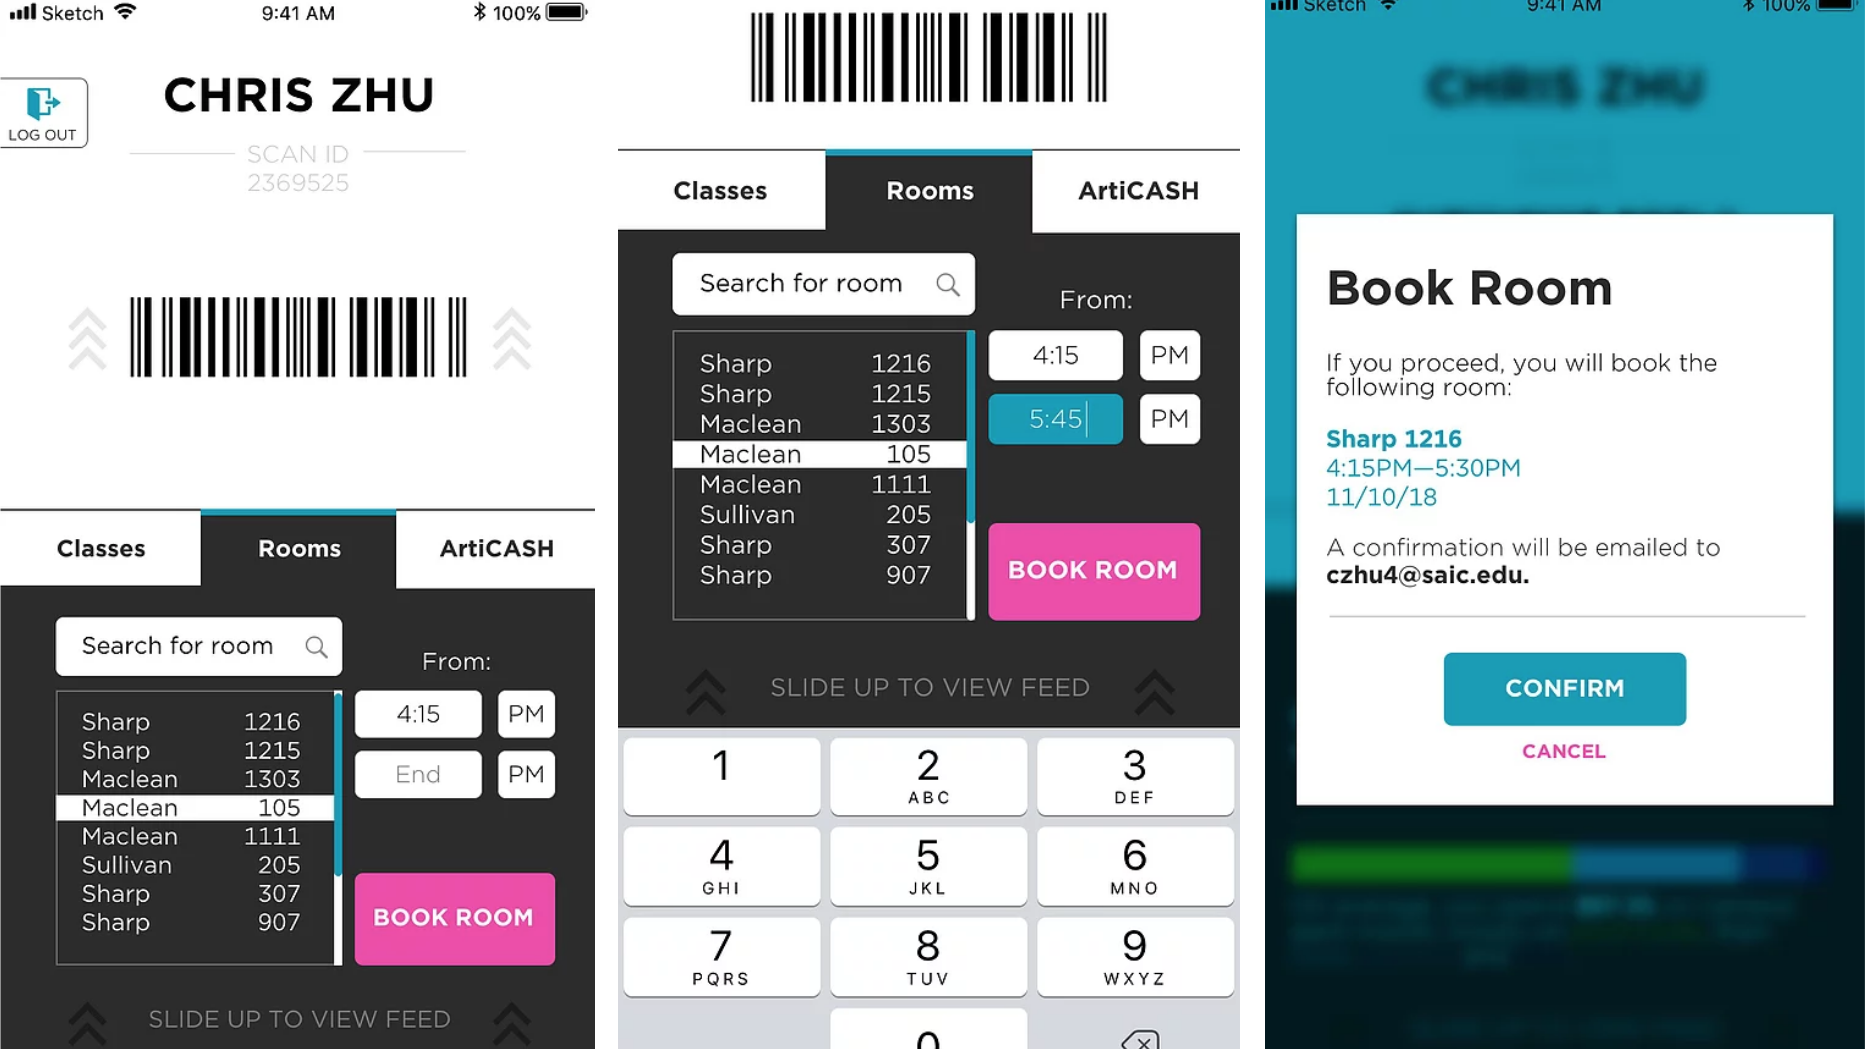 Sketch 9:41 AM 100%
LOG OUT
CHRIS ZHU
SCAN ID
2369525
Classes Rooms ArtiCASH
Search for room
From:
Sharp 1216
Sharp 1215
Maclean 1303
Maclean 105
Maclean 1111
Sullivan 205
Sharp 307
Sharp 907
4:15 PM
End PM
BOOK ROOM
SLIDE UP TO VIEW FEED
Classes Rooms ArtiCASH
Search for room
From:
Sharp 1216
Sharp 1215
Maclean 1303
Maclean 105
Maclean 1111
Sullivan 205
Sharp 307
Sharp 907
4:15 PM
5:45 PM
BOOK ROOM
SLIDE UP TO VIEW FEED
1 2 3
ABC DEF
4 5 6
GHI JKL MNO
7 8 9
PQRS TUV WXYZ
0
Sketch 9:41 AM 100%
CHRIS ZHU
Book Room
If you proceed, you will book the
following room:
Sharp 1216
4:15PM—5:30PM
11/10/18
A confirmation will be emailed to
czhu4@saic.edu.
CONFIRM
CANCEL